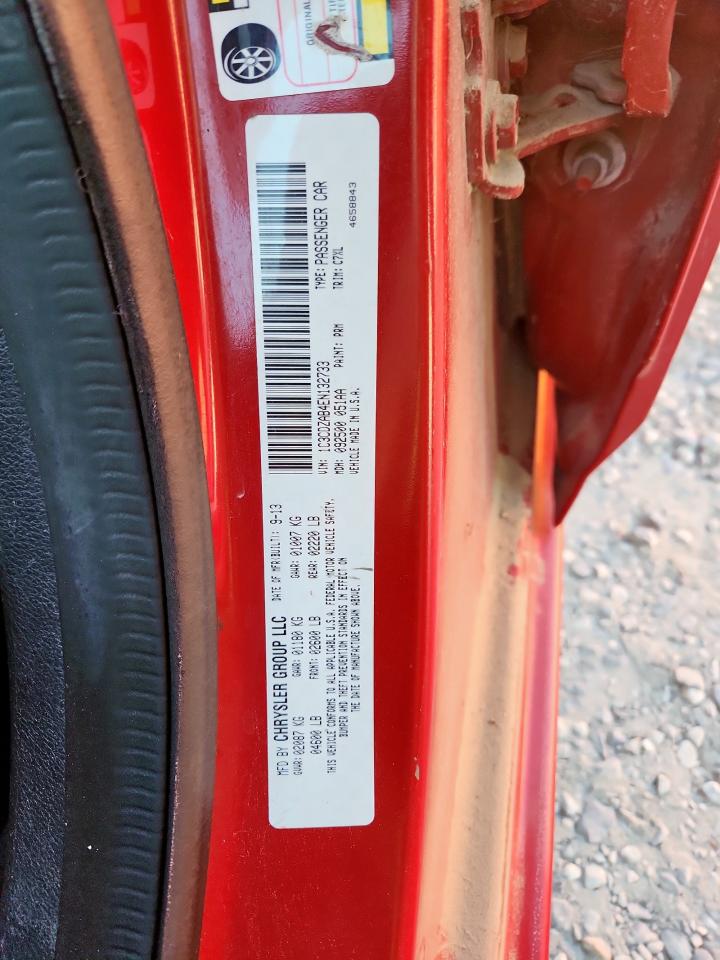 ORIGINAL
MFD BY CHRYSLER GROUP LLC DATE OF MFR(BUILT): 9-13
GVWR: 02087 KG GAWR: 01180 KG GAWR: 01007 KG
04600 LB FRONT: 02600 LB REAR: 02220 LB
THIS VEHICLE CONFORMS TO ALL APPLICABLE U.S.A. FEDERAL MOTOR VEHICLE SAFETY,
BUMPER AND THEFT PREVENTION STANDARDS IN EFFECT ON
THE DATE OF MANUFACTURE SHOWN ABOVE.
VIN: 1C3CDZAB4EN132733 TYPE: PASSENGER CAR
MDH: 092500 051AA PAINT: PRM TRIM: C7XL
VEHICLE MADE IN U.S.A. 4658843